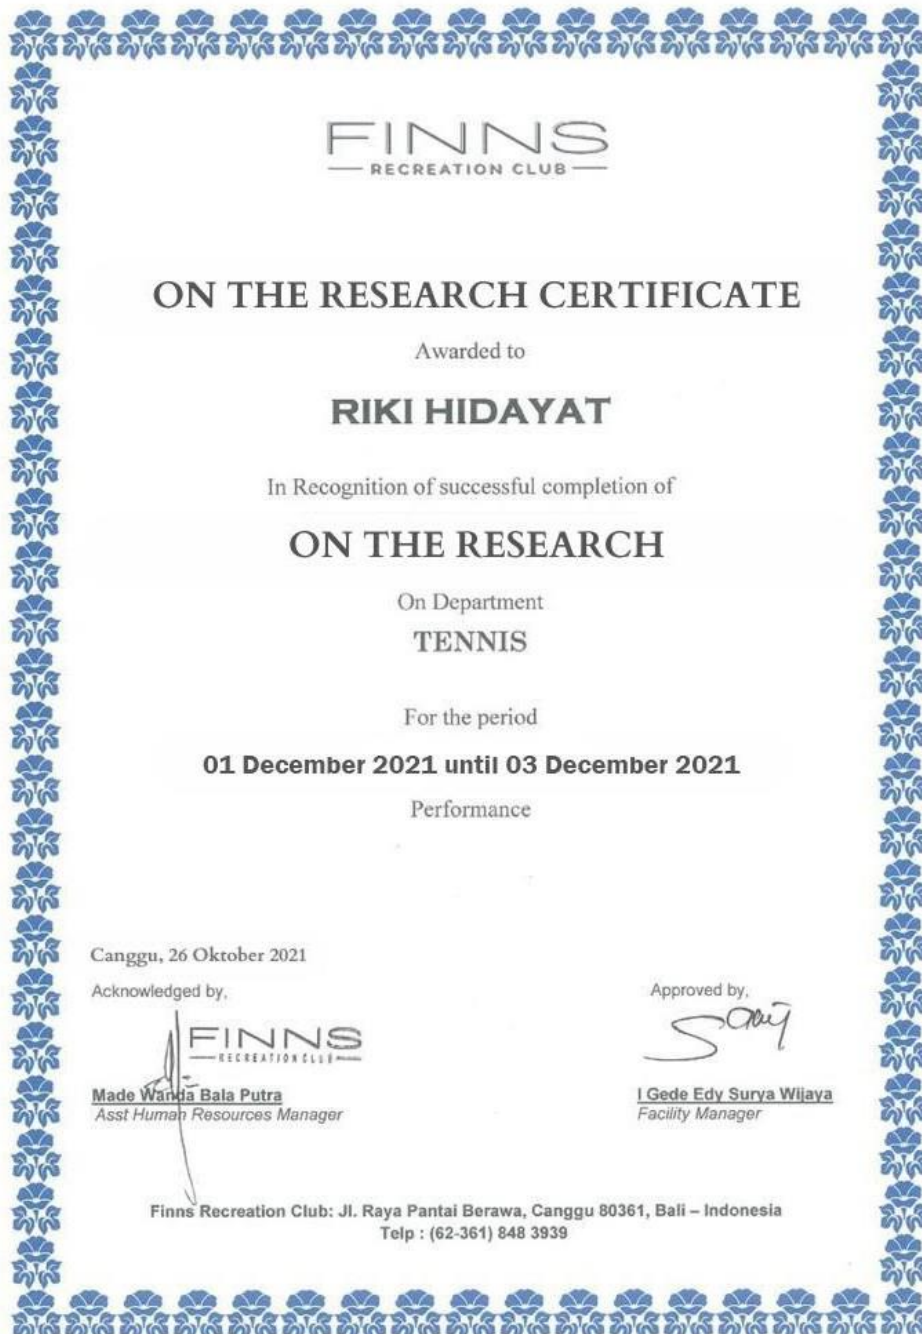 FINNS
RECREATION CLUB
ON THE RESEARCH CERTIFICATE
Awarded to
RIKI HIDAYAT
In Recognition of successful completion of
ON THE RESEARCH
On Department
TENNIS
For the period
01 December 2021 until 03 December 2021
Performance
Canggu, 26 Oktober 2021
Acknowledged by,
FINNS
RECREATION CLUB
Made Wanda Bala Putra
Asst Human Resources Manager
Approved by,
I Gede Edy Surya Wijaya
Facility Manager
Finns Recreation Club: Jl. Raya Pantai Berawa, Canggu 80361, Bali – Indonesia
Telp : (62-361) 848 3939